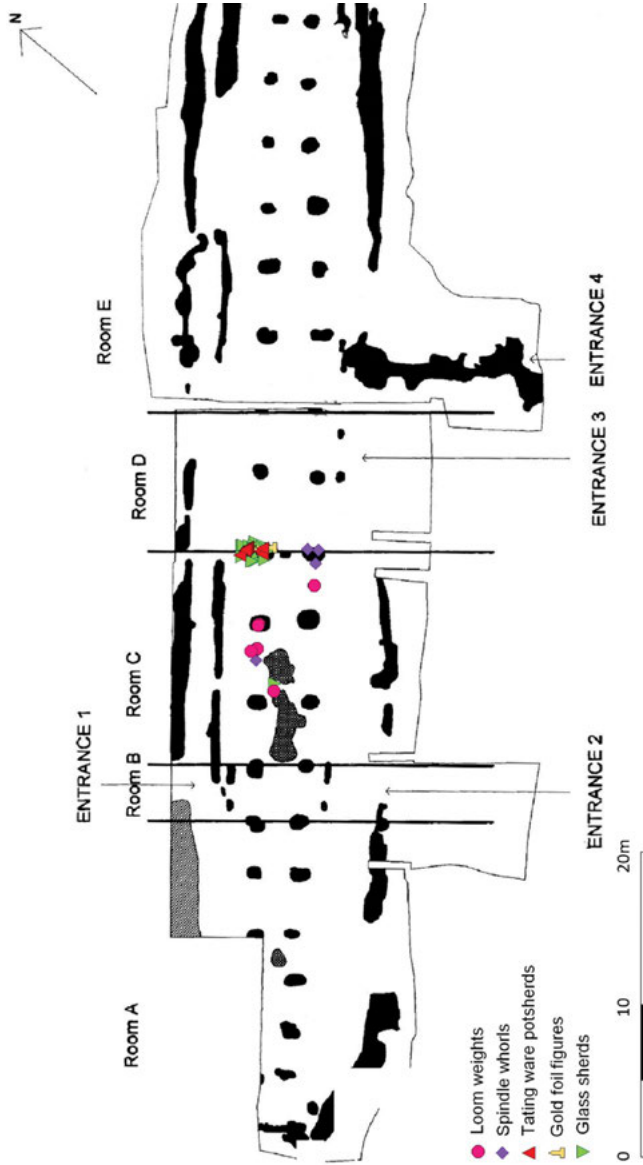 N
Room A
Room B
Room C
Room D
Room E
ENTRANCE 1
ENTRANCE 2
ENTRANCE 3
ENTRANCE 4
Loom weights
Spindle whorls
Tating ware potsherds
Gold foil figures
Glass sherds
0 10 20m